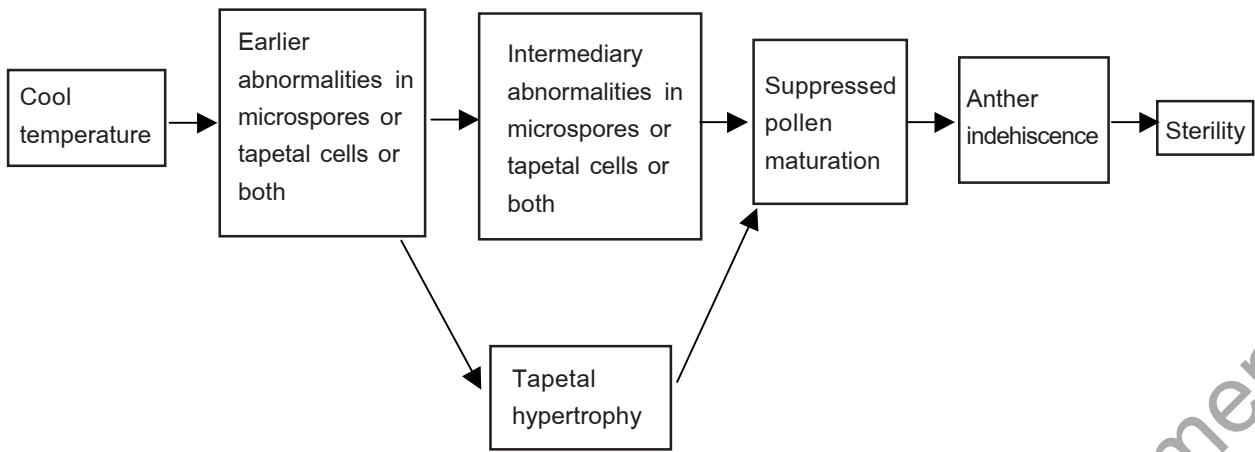 Cool
temperature
Earlier
abnormalities in
microspores or
tapetal cells or
both
Intermediary
abnormalities in
microspores or
tapetal cells or
both
Suppressed
pollen
maturation
Anther
indehiscence
Sterility
Tapetal
hypertrophy